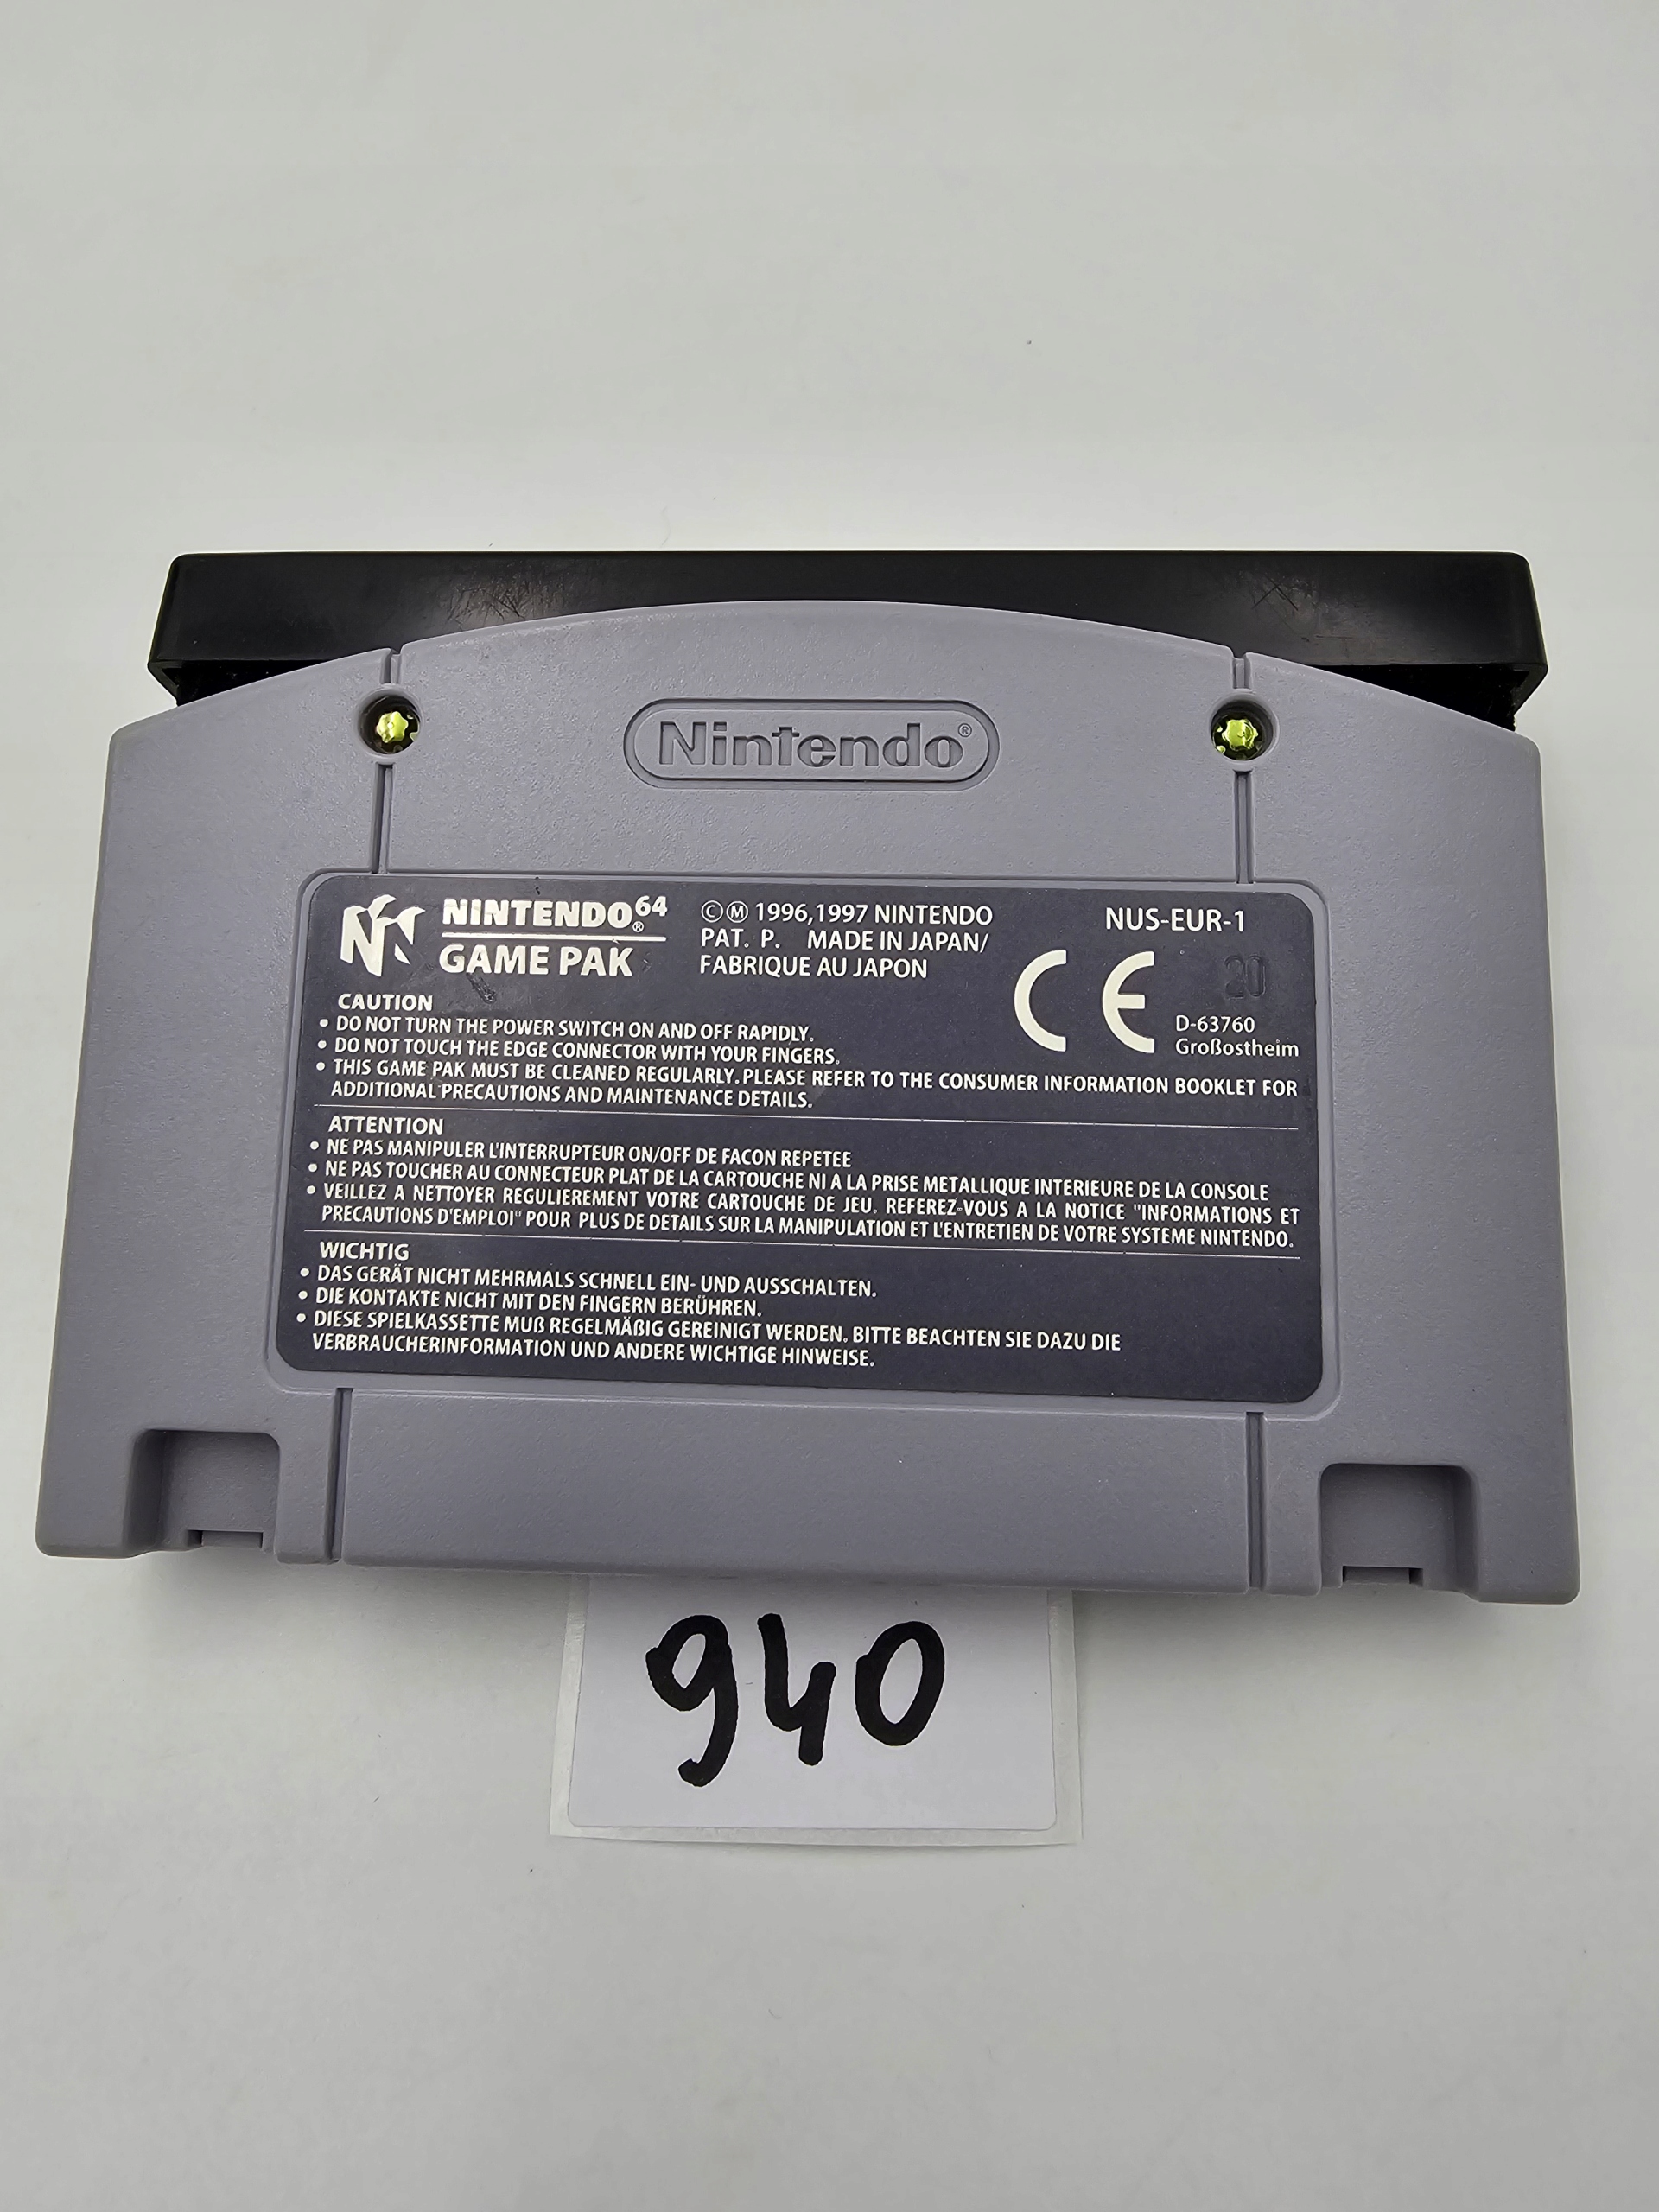 Nintendo®
NINTENDO64®
GAME PAK
©Ⓜ 1996,1997 NINTENDO
PAT. P. MADE IN JAPAN/
FABRIQUE AU JAPON
NUS-EUR-1
CE
20
D-63760
Großostheim
CAUTION
• DO NOT TURN THE POWER SWITCH ON AND OFF RAPIDLY.
• DO NOT TOUCH THE EDGE CONNECTOR WITH YOUR FINGERS.
• THIS GAME PAK MUST BE CLEANED REGULARLY. PLEASE REFER TO THE CONSUMER INFORMATION BOOKLET FOR
ADDITIONAL PRECAUTIONS AND MAINTENANCE DETAILS.
ATTENTION
• NE PAS MANIPULER L'INTERRUPTEUR ON/OFF DE FACON REPETEE
• NE PAS TOUCHER AU CONNECTEUR PLAT DE LA CARTOUCHE NI A LA PRISE METALLIQUE INTERIEURE DE LA CONSOLE
• VEILLEZ A NETTOYER REGULIEREMENT VOTRE CARTOUCHE DE JEU. REFEREZ-VOUS A LA NOTICE "INFORMATIONS ET
PRECAUTIONS D'EMPLOI" POUR PLUS DE DETAILS SUR LA MANIPULATION ET L'ENTRETIEN DE VOTRE SYSTEME NINTENDO.
WICHTIG
• DAS GERÄT NICHT MEHRMALS SCHNELL EIN- UND AUSSCHALTEN.
• DIE KONTAKTE NICHT MIT DEN FINGERN BERÜHREN.
• DIESE SPIELKASSETTE MUß REGELMÄßIG GEREINIGT WERDEN. BITTE BEACHTEN SIE DAZU DIE
VERBRAUCHERINFORMATION UND ANDERE WICHTIGE HINWEISE.
940